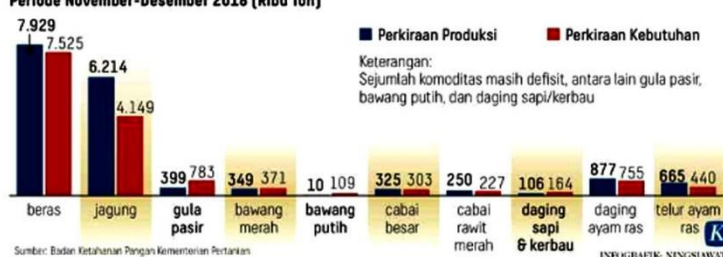 Periode November-Desember 2018 (Ribu Ton)
7.929
7.525
6.214
4.149
399 783
349 371
10 109
325 303
250 227
106 164
877 755
665 440
Perkiraan Produksi
Perkiraan Kebutuhan
Keterangan:
Sejumlah komoditas masih defisit, antara lain gula pasir,
bawang putih, dan daging sapi/kerbau
beras
jagung
gula
pasir
bawang
merah
bawang
putih
cabai
besar
cabai
rawit
merah
daging
sapi
& kerbau
daging
ayam ras
telur ayam
ras
K
Sumber: Badan Ketahanan Pangan Kementerian Pertanian
INFOGRAFIK: